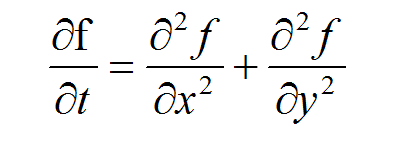 ∂f/∂t = ∂²f/∂x² + ∂²f/∂y²